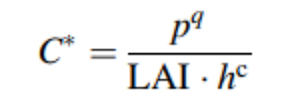 C* = p^q / LAI · h^c